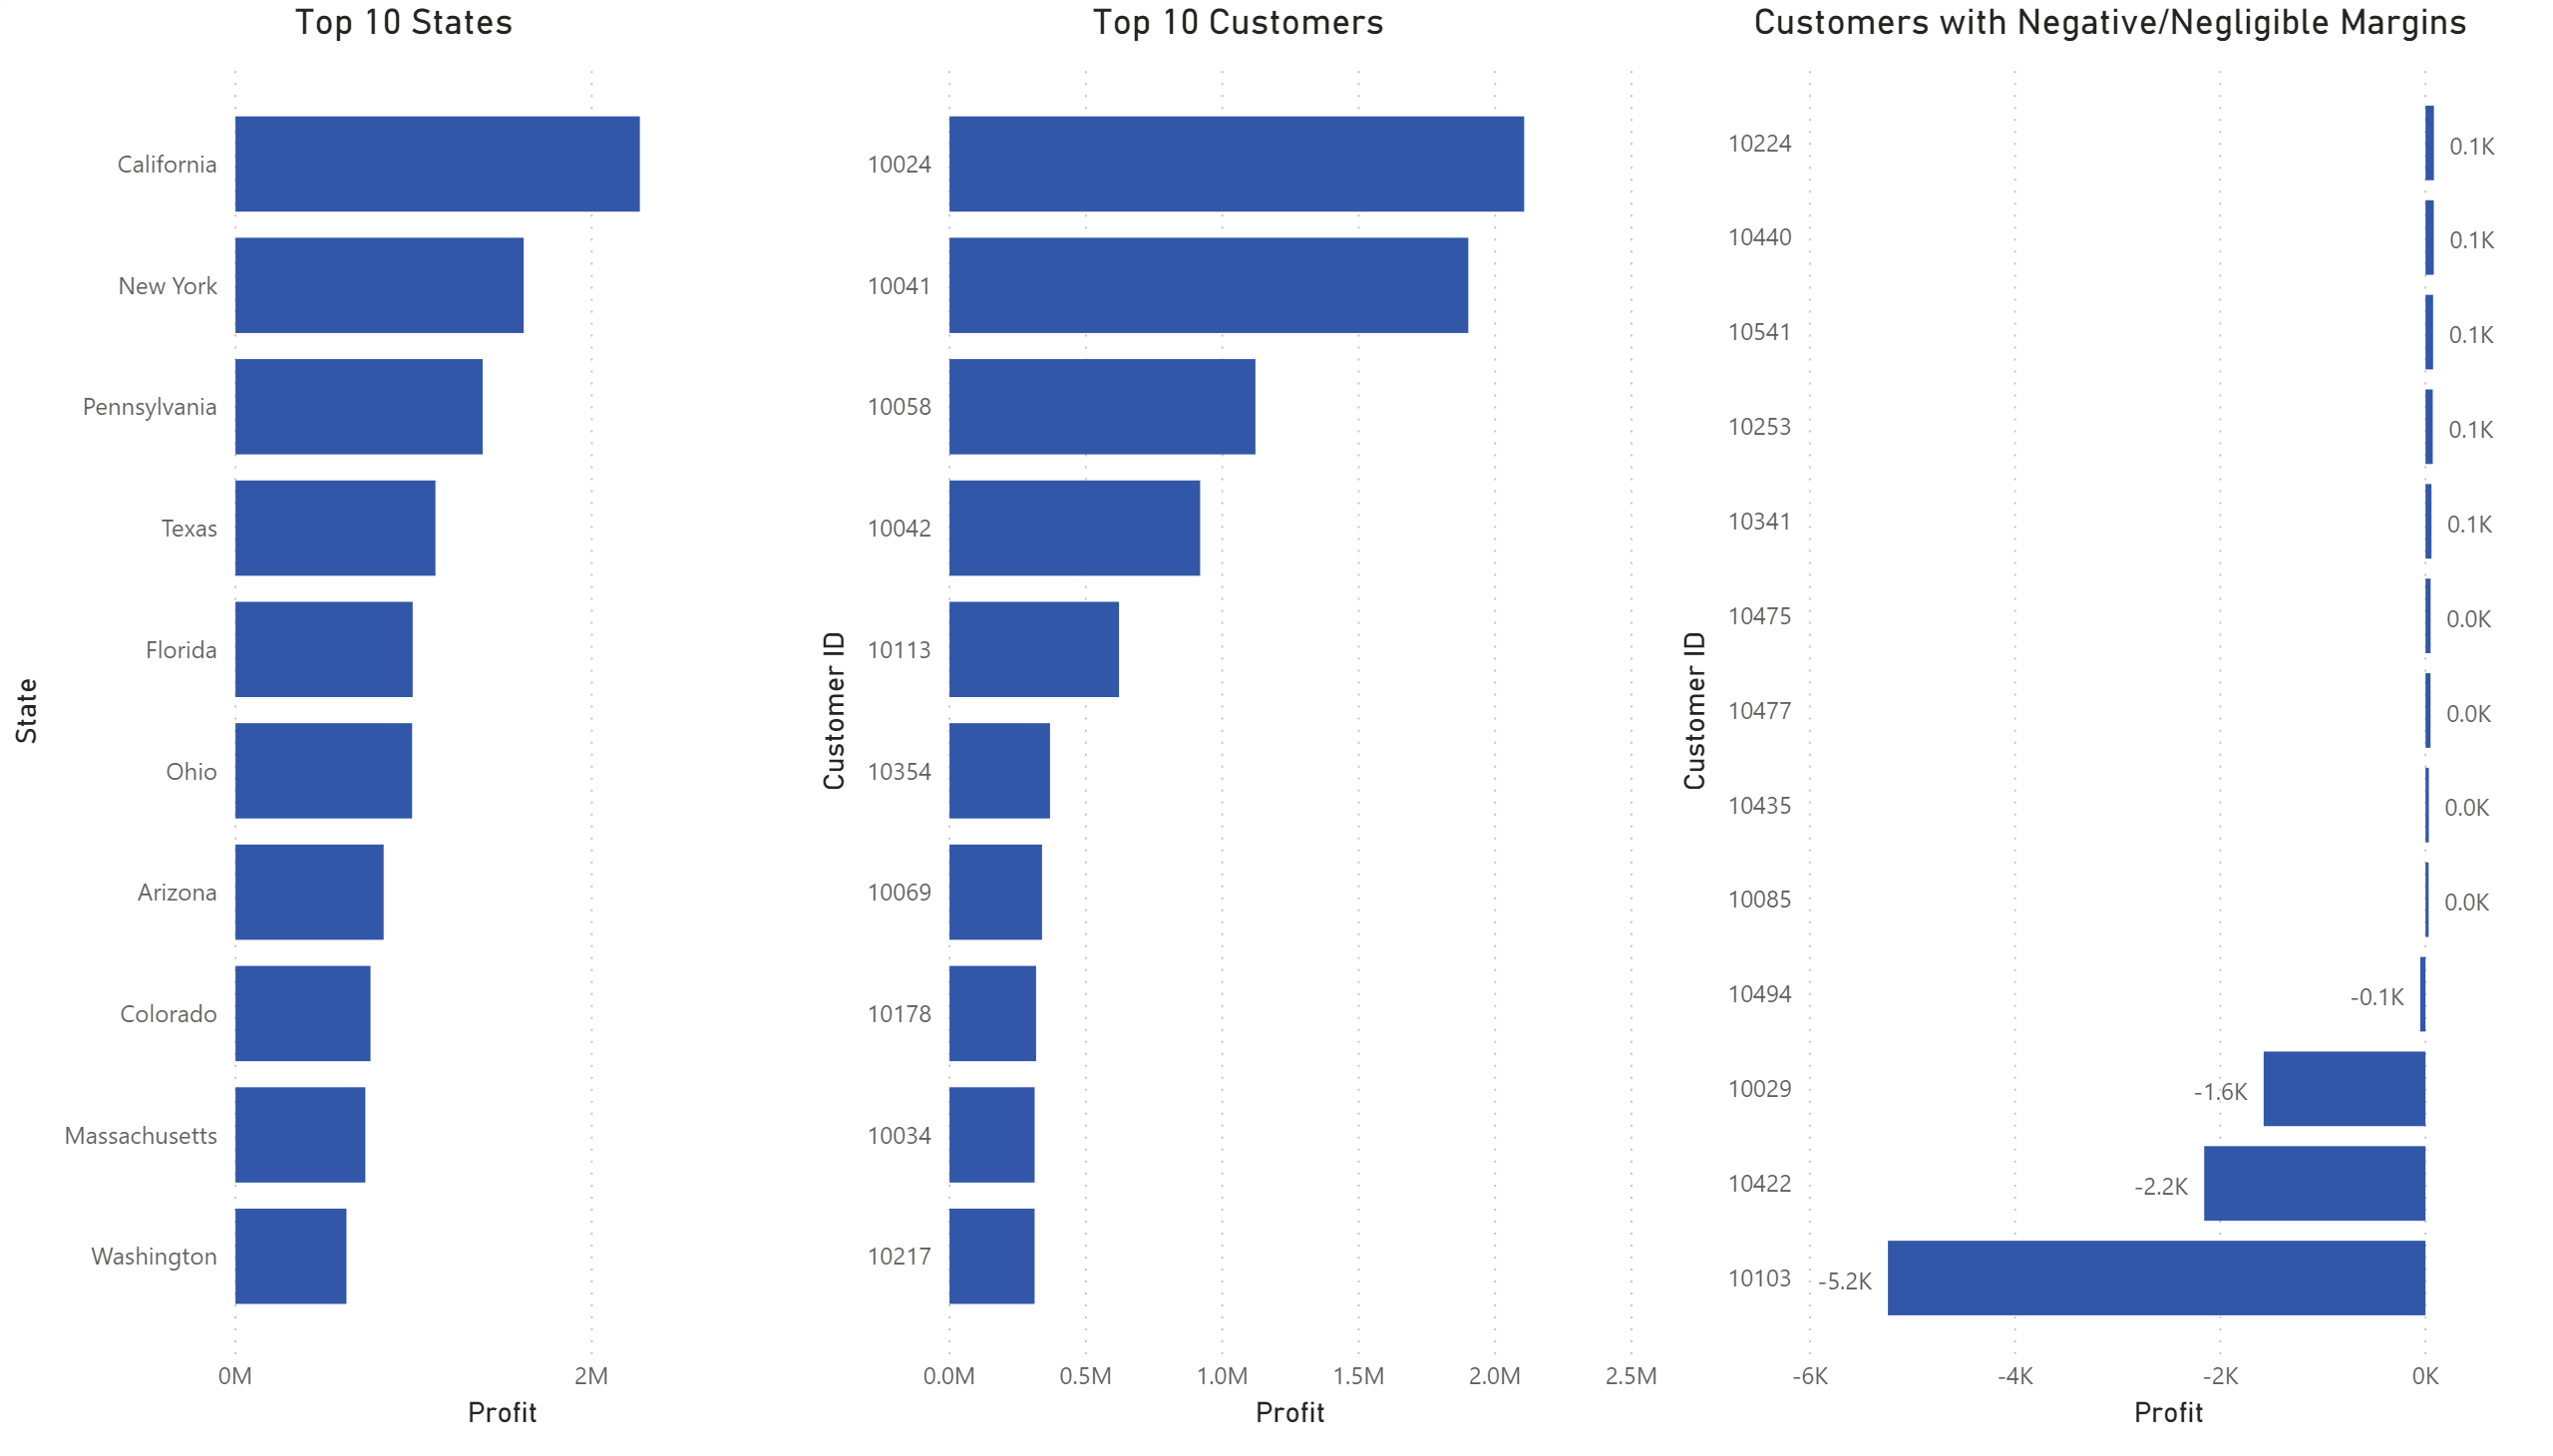 Top 10 States
State
California
New York
Pennsylvania
Texas
Florida
Ohio
Arizona
Colorado
Massachusetts
Washington
0M 2M
Profit
Top 10 Customers
Customer ID
10024
10041
10058
10042
10113
10354
10069
10178
10034
10217
0.0M 0.5M 1.0M 1.5M 2.0M 2.5M
Profit
Customers with Negative/Negligible Margins
Customer ID
10224 0.1K
10440 0.1K
10541 0.1K
10253 0.1K
10341 0.1K
10475 0.0K
10477 0.0K
10435 0.0K
10085 0.0K
10494 -0.1K
10029 -1.6K
10422 -2.2K
10103 -5.2K
-6K -4K -2K 0K
Profit